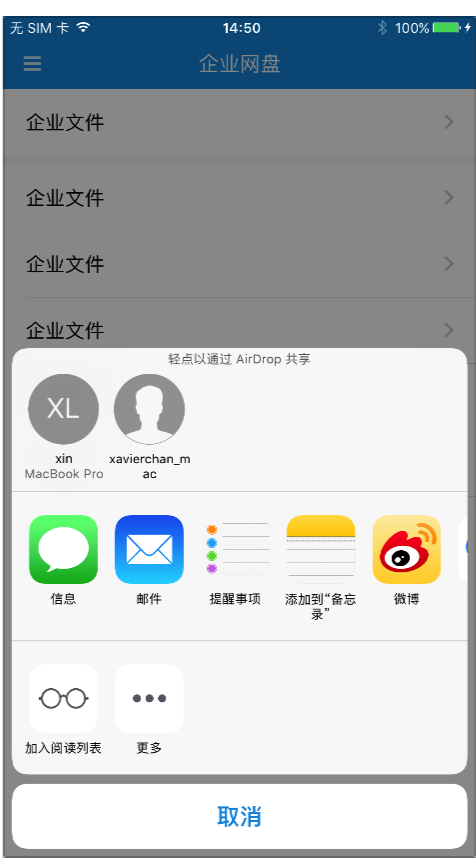 无 SIM 卡 14:50 100%
企业网盘
企业文件
企业文件
企业文件
企业文件
轻点以通过 AirDrop 共享
XL
xin
MacBook Pro
xavierchan_m
ac
信息
邮件
提醒事项
添加到“备忘
录”
微博
加入阅读列表
更多
取消